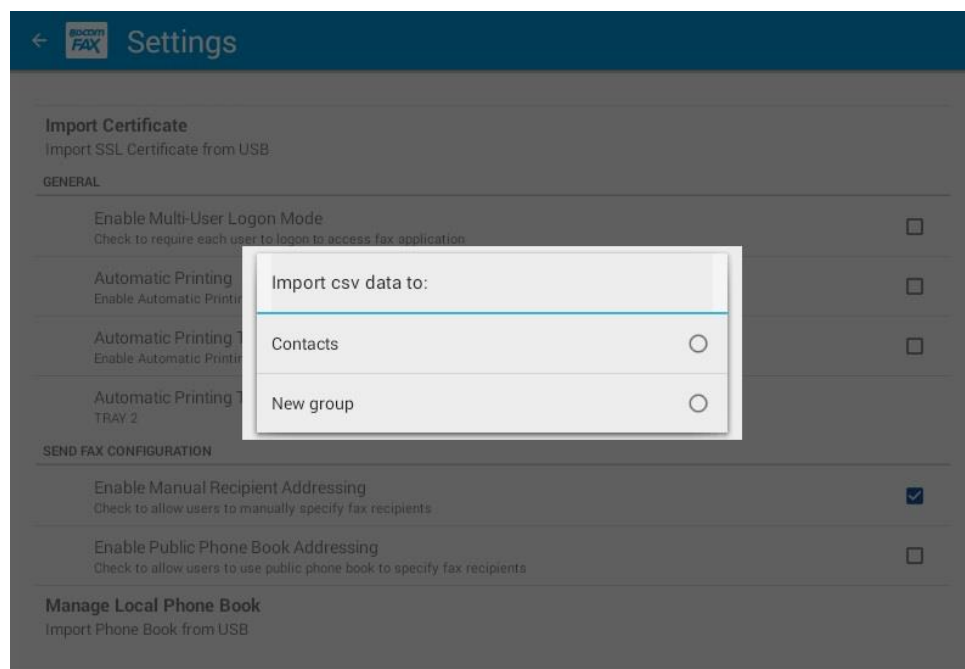 gocom
FAX
Settings
Import Certificate
Import SSL Certificate from USB
GENERAL
Enable Multi-User Logon Mode
Check to require each user to logon to access fax application
Automatic Printing
Enable Automatic Printin
Automatic Printing T
Enable Automatic Printin
Automatic Printing T
TRAY 2
Import csv data to:
Contacts
New group
SEND FAX CONFIGURATION
Enable Manual Recipient Addressing
Check to allow users to manually specify fax recipients
Enable Public Phone Book Addressing
Check to allow users to use public phone book to specify fax recipients
Manage Local Phone Book
Import Phone Book from USB